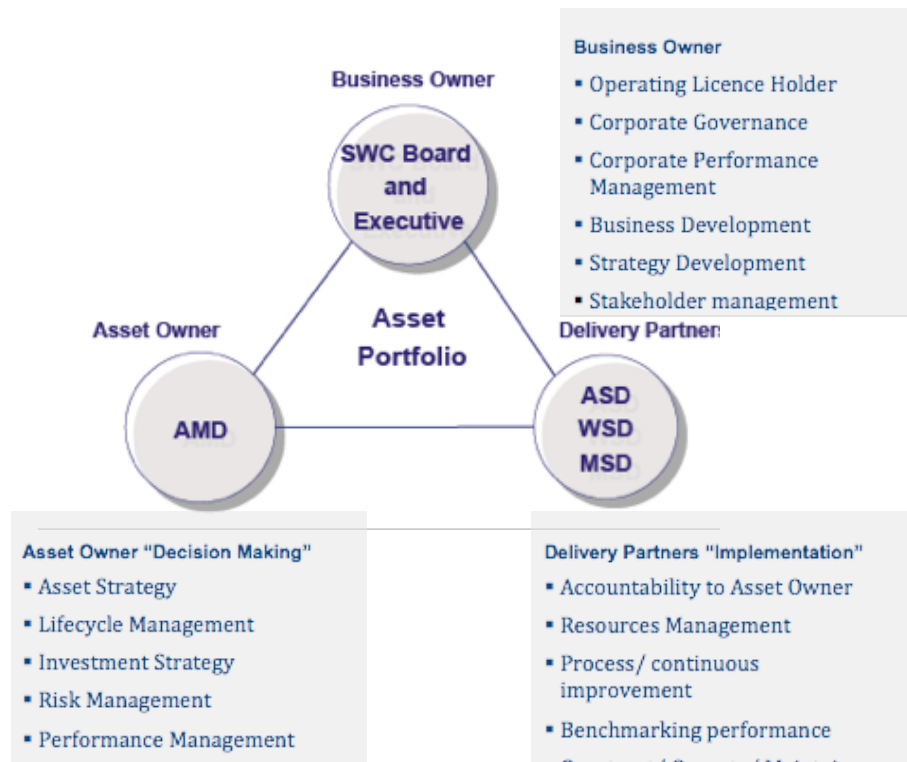 Business Owner
▪ Operating Licence Holder
▪ Corporate Governance
▪ Corporate Performance
Management
▪ Business Development
▪ Strategy Development
▪ Stakeholder management
Business Owner
SWC Board
and
Executive
Asset
Portfolio
Asset Owner
AMD
Delivery Partner
ASD
WSD
MSD
Asset Owner “Decision Making”
▪ Asset Strategy
▪ Lifecycle Management
▪ Investment Strategy
▪ Risk Management
▪ Performance Management
Delivery Partners “Implementation”
▪ Accountability to Asset Owner
▪ Resources Management
▪ Process/ continuous
improvement
▪ Benchmarking performance